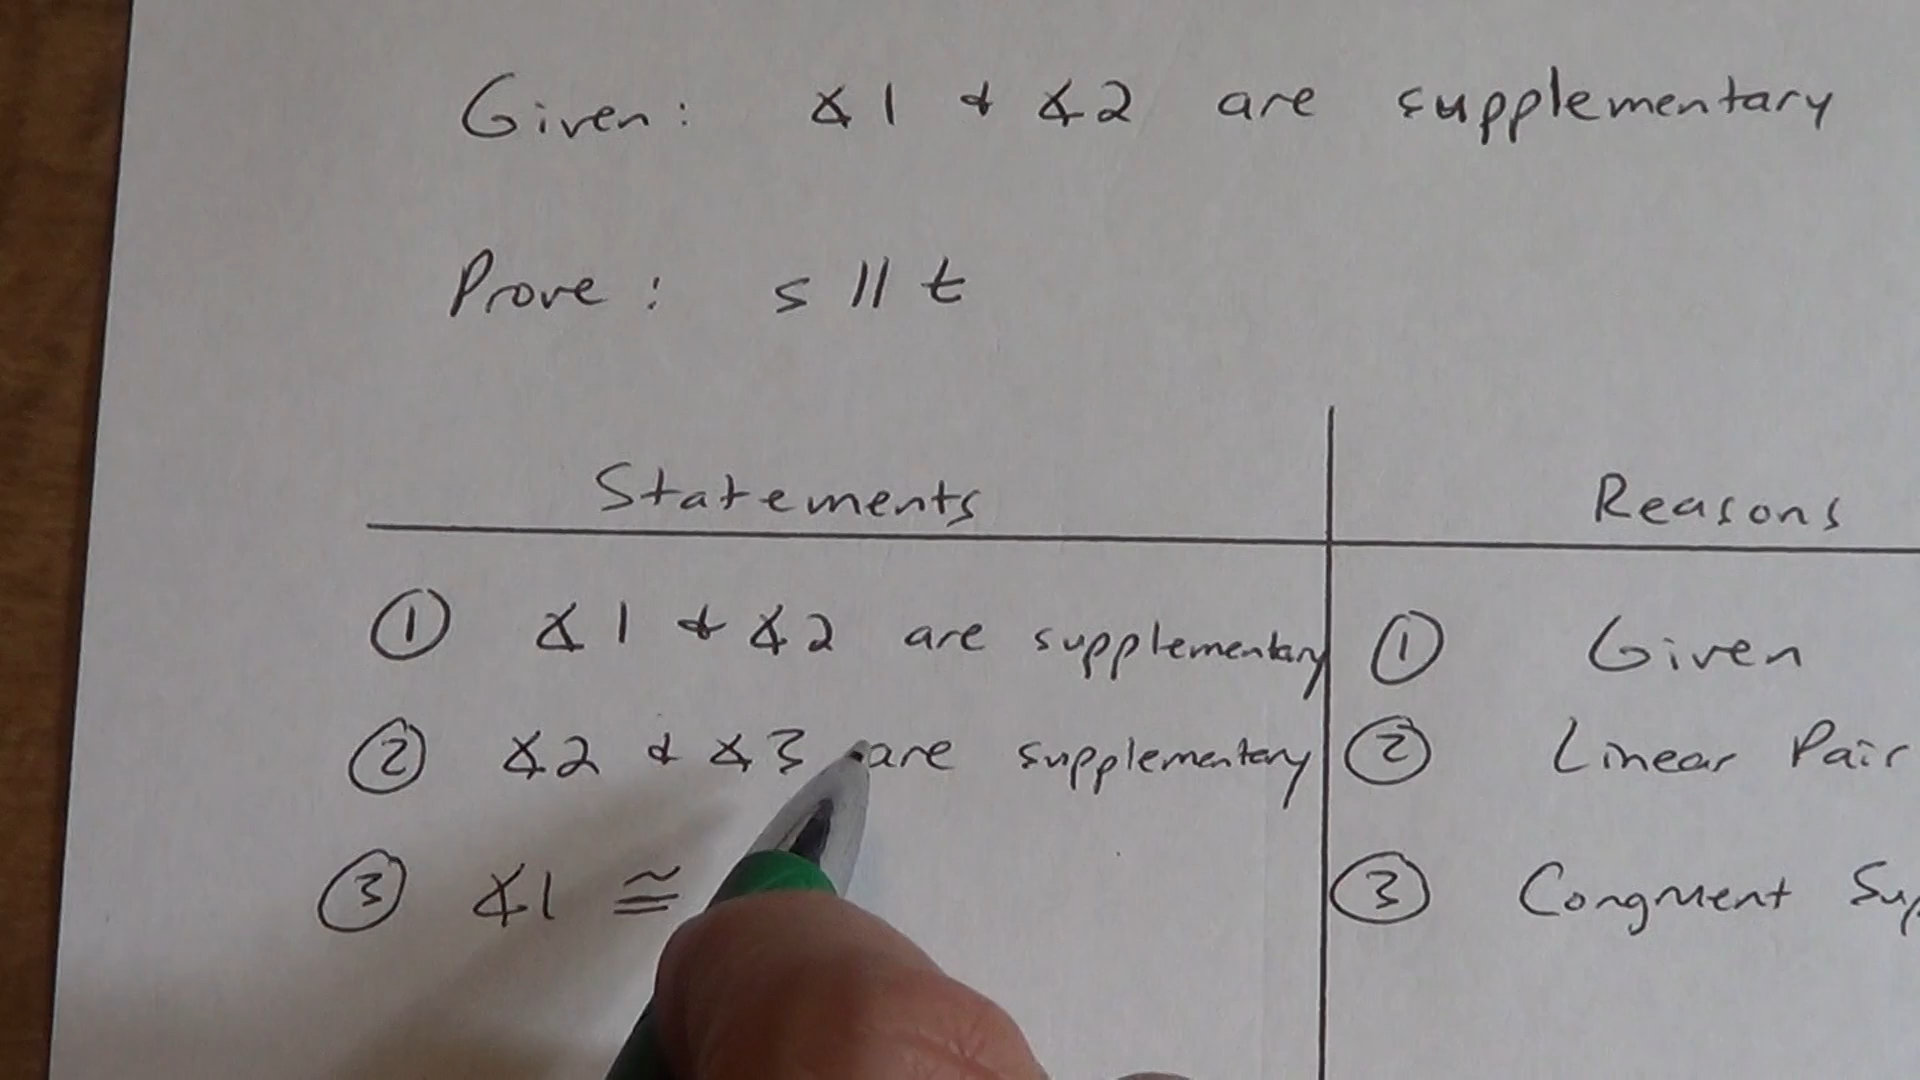 Given: ∡1 & ∡2 are supplementary
Prove: s // t
Statements Reasons
① ∡1 & ∡2 are supplementary ① Given
② ∡2 & ∡3 are supplementary ② Linear Pair
③ ∡1 ≅ ③ Congruent